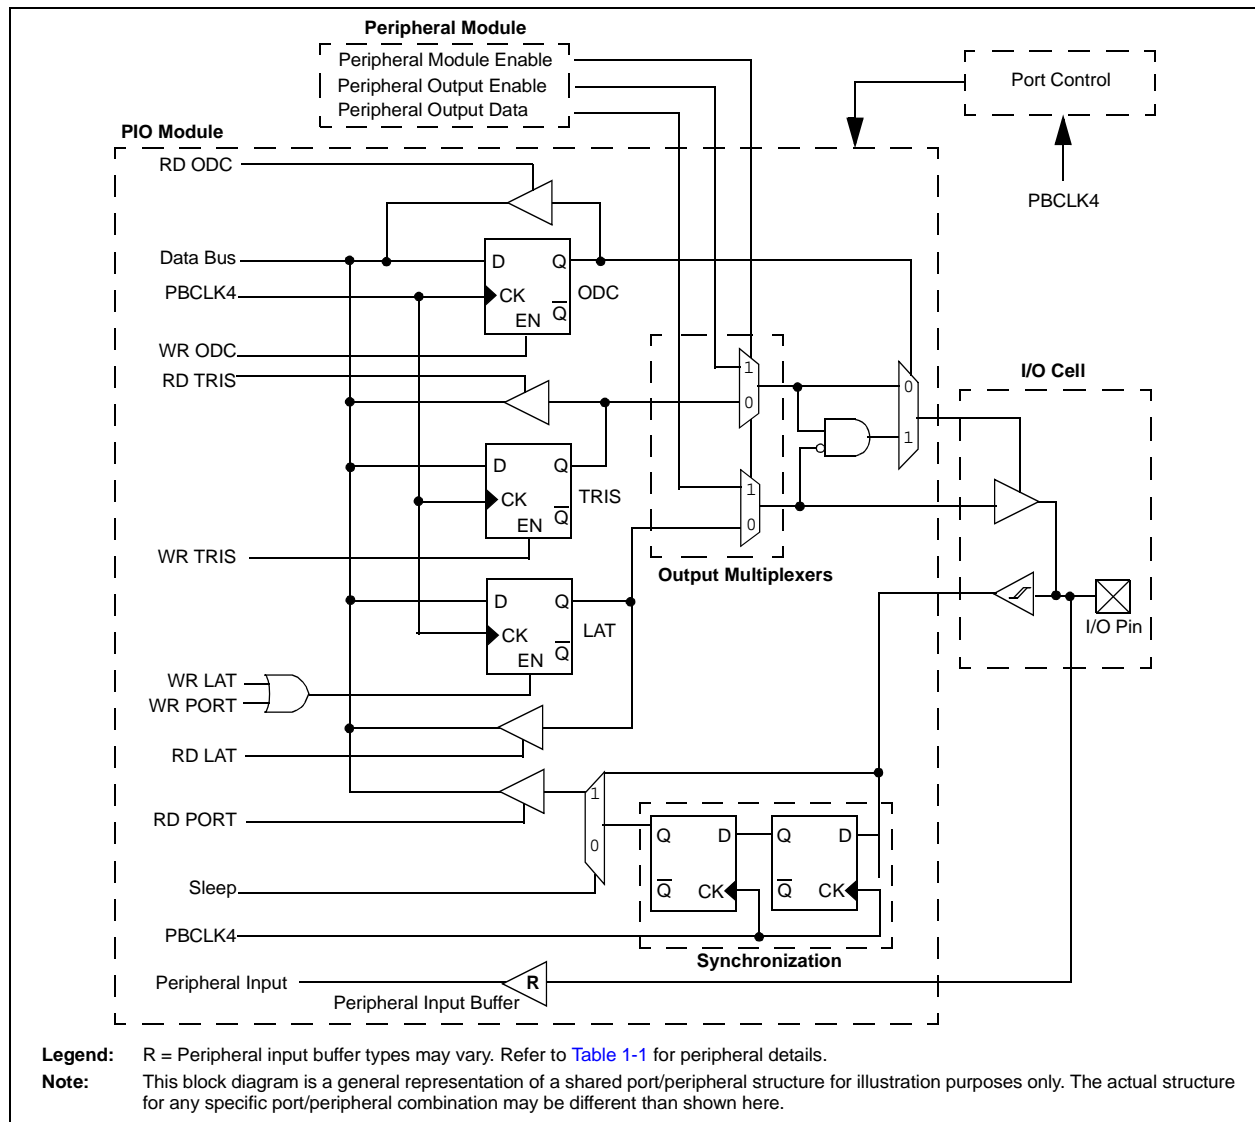 Peripheral Module
Peripheral Module Enable
Peripheral Output Enable
Peripheral Output Data
Port Control
PBCLK4
PIO Module
RD ODC
Data Bus
D
Q
PBCLK4
CK
ODC
Q
EN
WR ODC
RD TRIS
1
0
I/O Cell
0
1
D
Q
CK
TRIS
Q
EN
WR TRIS
1
0
Output Multiplexers
D
Q
CK
LAT
Q
EN
I/O Pin
WR LAT
WR PORT
RD LAT
RD PORT
1
0
Q
D
Q
D
Q
CK
Q
CK
Sleep
PBCLK4
Synchronization
Peripheral Input
R
Peripheral Input Buffer
Legend: R = Peripheral input buffer types may vary. Refer to Table 1-1 for peripheral details.
Note: This block diagram is a general representation of a shared port/peripheral structure for illustration purposes only. The actual structure
for any specific port/peripheral combination may be different than shown here.